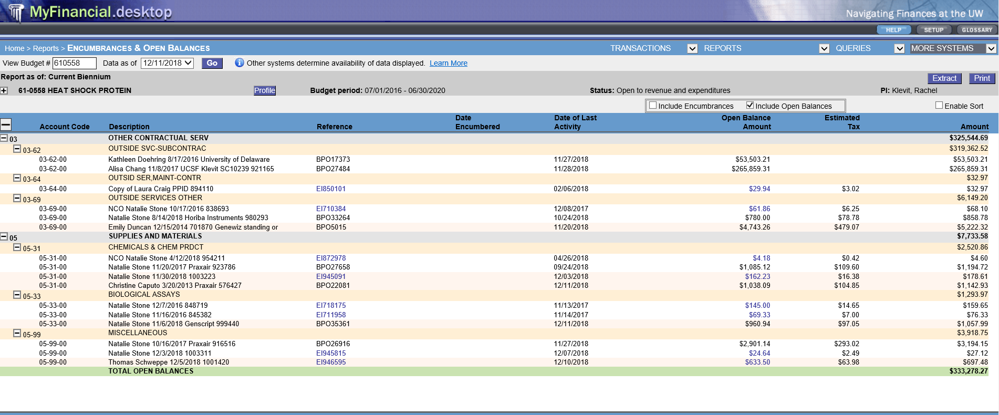 MyFinancial.desktop
Navigating Finances at the UW
HELP SETUP GLOSSARY
Home > Reports > ENCUMBRANCES & OPEN BALANCES TRANSACTIONS REPORTS QUERIES MORE SYSTEMS
View Budget # 610558 Data as of 12/11/2018 Go i Other systems determine availability of data displayed. Learn More
Report as of: Current Biennium
Extract Print
61-0558 HEAT SHOCK PROTEIN Profile Budget period: 07/01/2016 - 06/30/2020 Status: Open to revenue and expenditures PI: Klevit, Rachel
Include Encumbrances Include Open Balances Enable Sort
Account Code Description Reference Date Encumbered Date of Last Activity Open Balance Amount Estimated Tax Amount
03 OTHER CONTRACTUAL SERV $325,544.69
03-62 OUTSIDE SVC-SUBCONTRAC $319,362.52
03-62-00 Kathleen Doehring 8/17/2016 University of Delaware BPO17373 11/27/2018 $53,503.21 $53,503.21
03-62-00 Alisa Chang 11/8/2017 UCSF Klevit SC10239 921165 BPO27484 11/28/2018 $265,859.31 $265,859.31
03-64 OUTSID SER,MAINT-CONTR $32.97
03-64-00 Copy of Laura Craig PPID 894110 EI850101 02/06/2018 $29.94 $3.02 $32.97
03-69 OUTSIDE SERVICES OTHER $6,149.20
03-69-00 NCO Natalie Stone 10/17/2016 838693 EI710384 12/08/2017 $61.86 $6.25 $68.10
03-69-00 Natalie Stone 8/14/2018 Horiba Instruments 980293 BPO33264 10/24/2018 $780.00 $78.78 $858.78
03-69-00 Emily Duncan 12/15/2014 701870 Genewiz standing or BPO5015 11/20/2018 $4,743.26 $479.07 $5,222.32
05 SUPPLIES AND MATERIALS $7,733.58
05-31 CHEMICALS & CHEM PRDCT $2,520.86
05-31-00 NCO Natalie Stone 4/12/2018 954211 EI872978 04/26/2018 $4.18 $0.42 $4.60
05-31-00 Natalie Stone 11/20/2017 Praxair 923786 BPO27658 09/24/2018 $1,085.12 $109.60 $1,194.72
05-31-00 Natalie Stone 11/30/2018 1003223 EI945091 12/03/2018 $162.23 $16.38 $178.61
05-31-00 Christine Caputo 3/20/2013 Praxair 576427 BPO22081 12/11/2018 $1,038.09 $104.85 $1,142.93
05-33 BIOLOGICAL ASSAYS $1,293.97
05-33-00 Natalie Stone 12/7/2016 848719 EI718175 11/13/2017 $145.00 $14.65 $159.65
05-33-00 Natalie Stone 11/16/2016 845382 EI711958 11/14/2017 $69.33 $7.00 $76.33
05-33-00 Natalie Stone 11/6/2018 Genscript 999440 BPO35361 12/11/2018 $960.94 $97.05 $1,057.99
05-99 MISCELLANEOUS $3,918.75
05-99-00 Natalie Stone 10/16/2017 Praxair 916516 BPO26916 11/27/2018 $2,901.14 $293.02 $3,194.15
05-99-00 Natalie Stone 12/3/2018 1003311 EI945815 12/07/2018 $24.64 $2.49 $27.12
05-99-00 Thomas Schweppe 12/5/2018 1001420 EI946595 12/10/2018 $633.50 $63.98 $697.48
TOTAL OPEN BALANCES $333,278.27